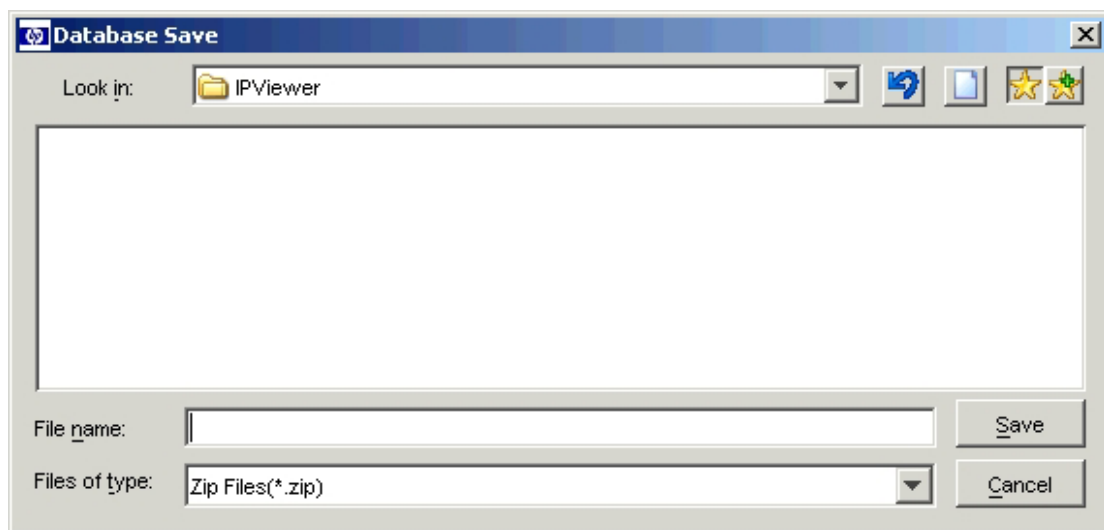 Database Save
Look in: IPViewer
File name: Save
Files of type: Zip Files(*.zip) Cancel